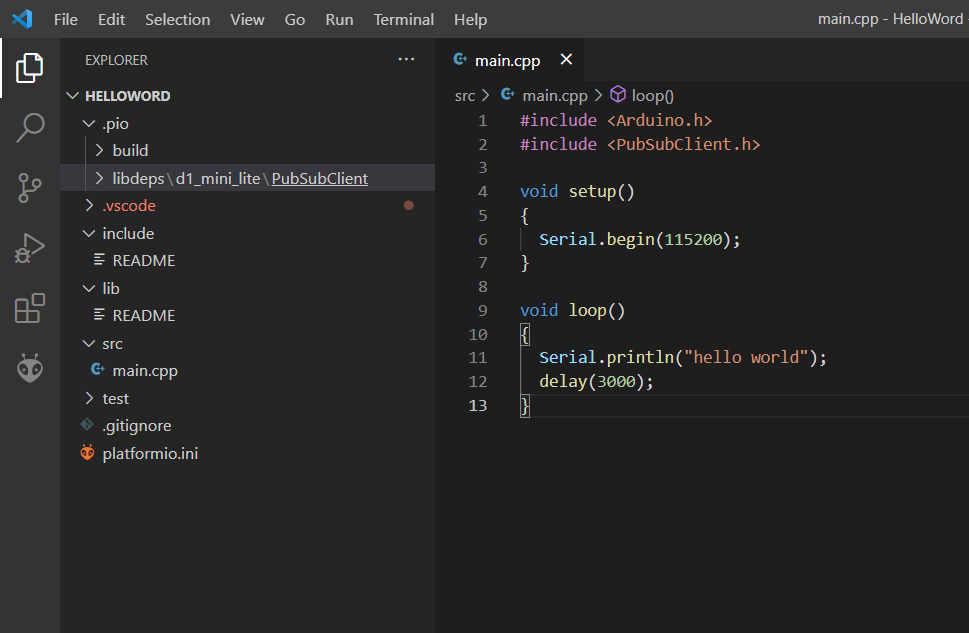 File Edit Selection View Go Run Terminal Help main.cpp - HelloWord
EXPLORER ...
HELLOWORD
.pio
build
libdeps\d1_mini_lite\PubSubClient
.vscode
include
README
lib
README
src
main.cpp
test
.gitignore
platformio.ini
main.cpp
src > main.cpp > loop()
1 #include <Arduino.h>
2 #include <PubSubClient.h>
3
4 void setup()
5 {
6 Serial.begin(115200);
7 }
8
9 void loop()
10 {
11 Serial.println("hello world");
12 delay(3000);
13 }